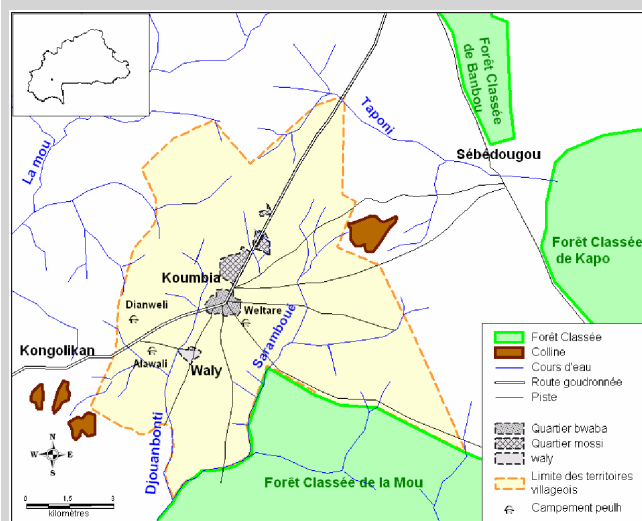 Forêt Classée
de Banbou
Taponi
La mou
Sébédougou
Forêt Classée
de Kapo
Koumbia
Dianweli
Weltare
Saramboué
Kongolikan
Alawali
Waly
Djouanbonti
Forêt Classée de la Mou
N
W E
S
0 1,5 3
kilomètres
Forêt Classée
Colline
Cours d'eau
Route goudronnée
Piste
Quartier bwaba
Quartier mossi
waly
Limite des territoires
villageois
Campement peulh